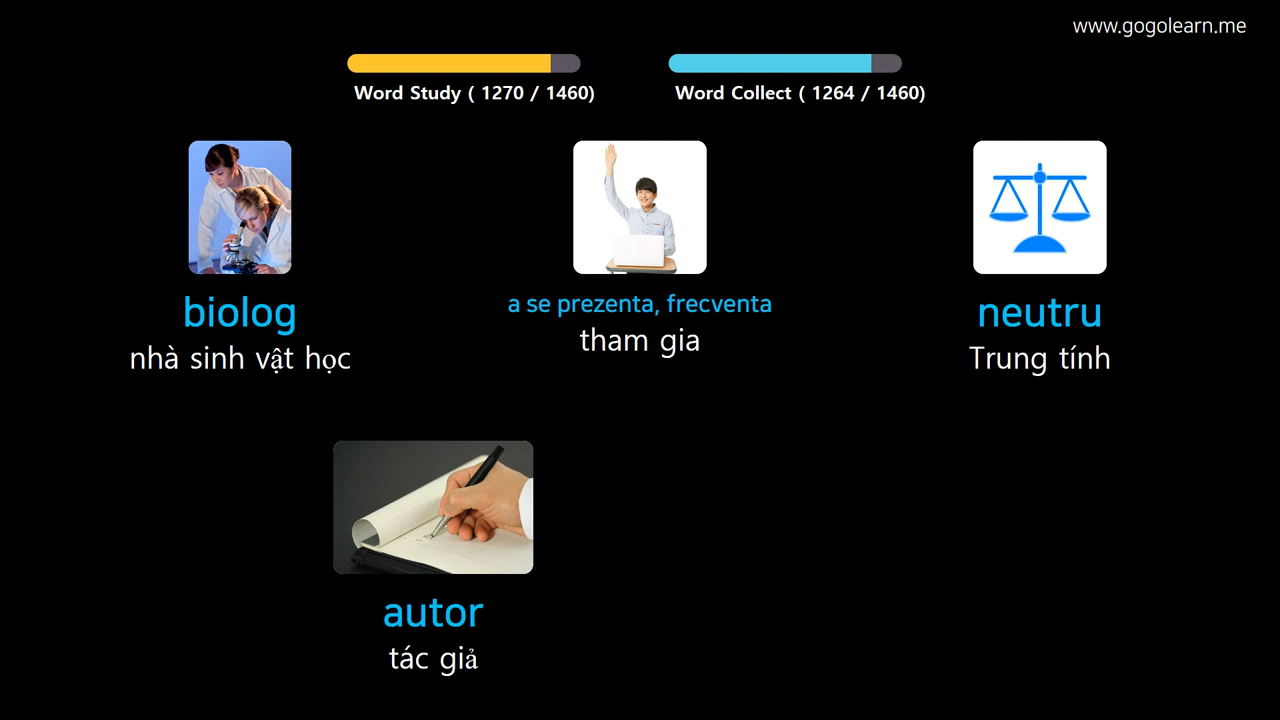 www.gogolearn.me
Word Study ( 1270 / 1460)
Word Collect ( 1264 / 1460)
biolog
nhà sinh vật học
a se prezenta, frecventa
tham gia
neutru
Trung tính
autor
tác giả